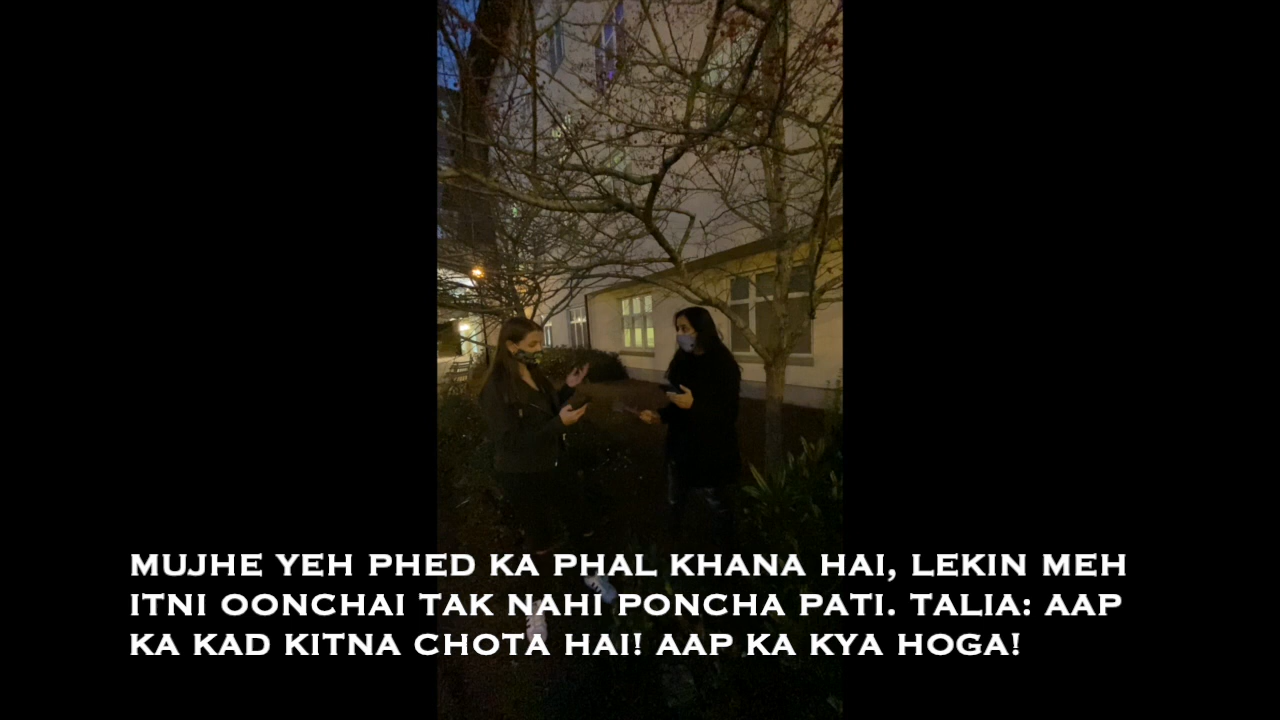 MUJHE YEH PHED KA PHAL KHANA HAI, LEKIN MEH
ITNI OONCHAI TAK NAHI PONCHA PATI. TALIA: AAP
KA KAD KITNA CHOTA HAI! AAP KA KYA HOGA!